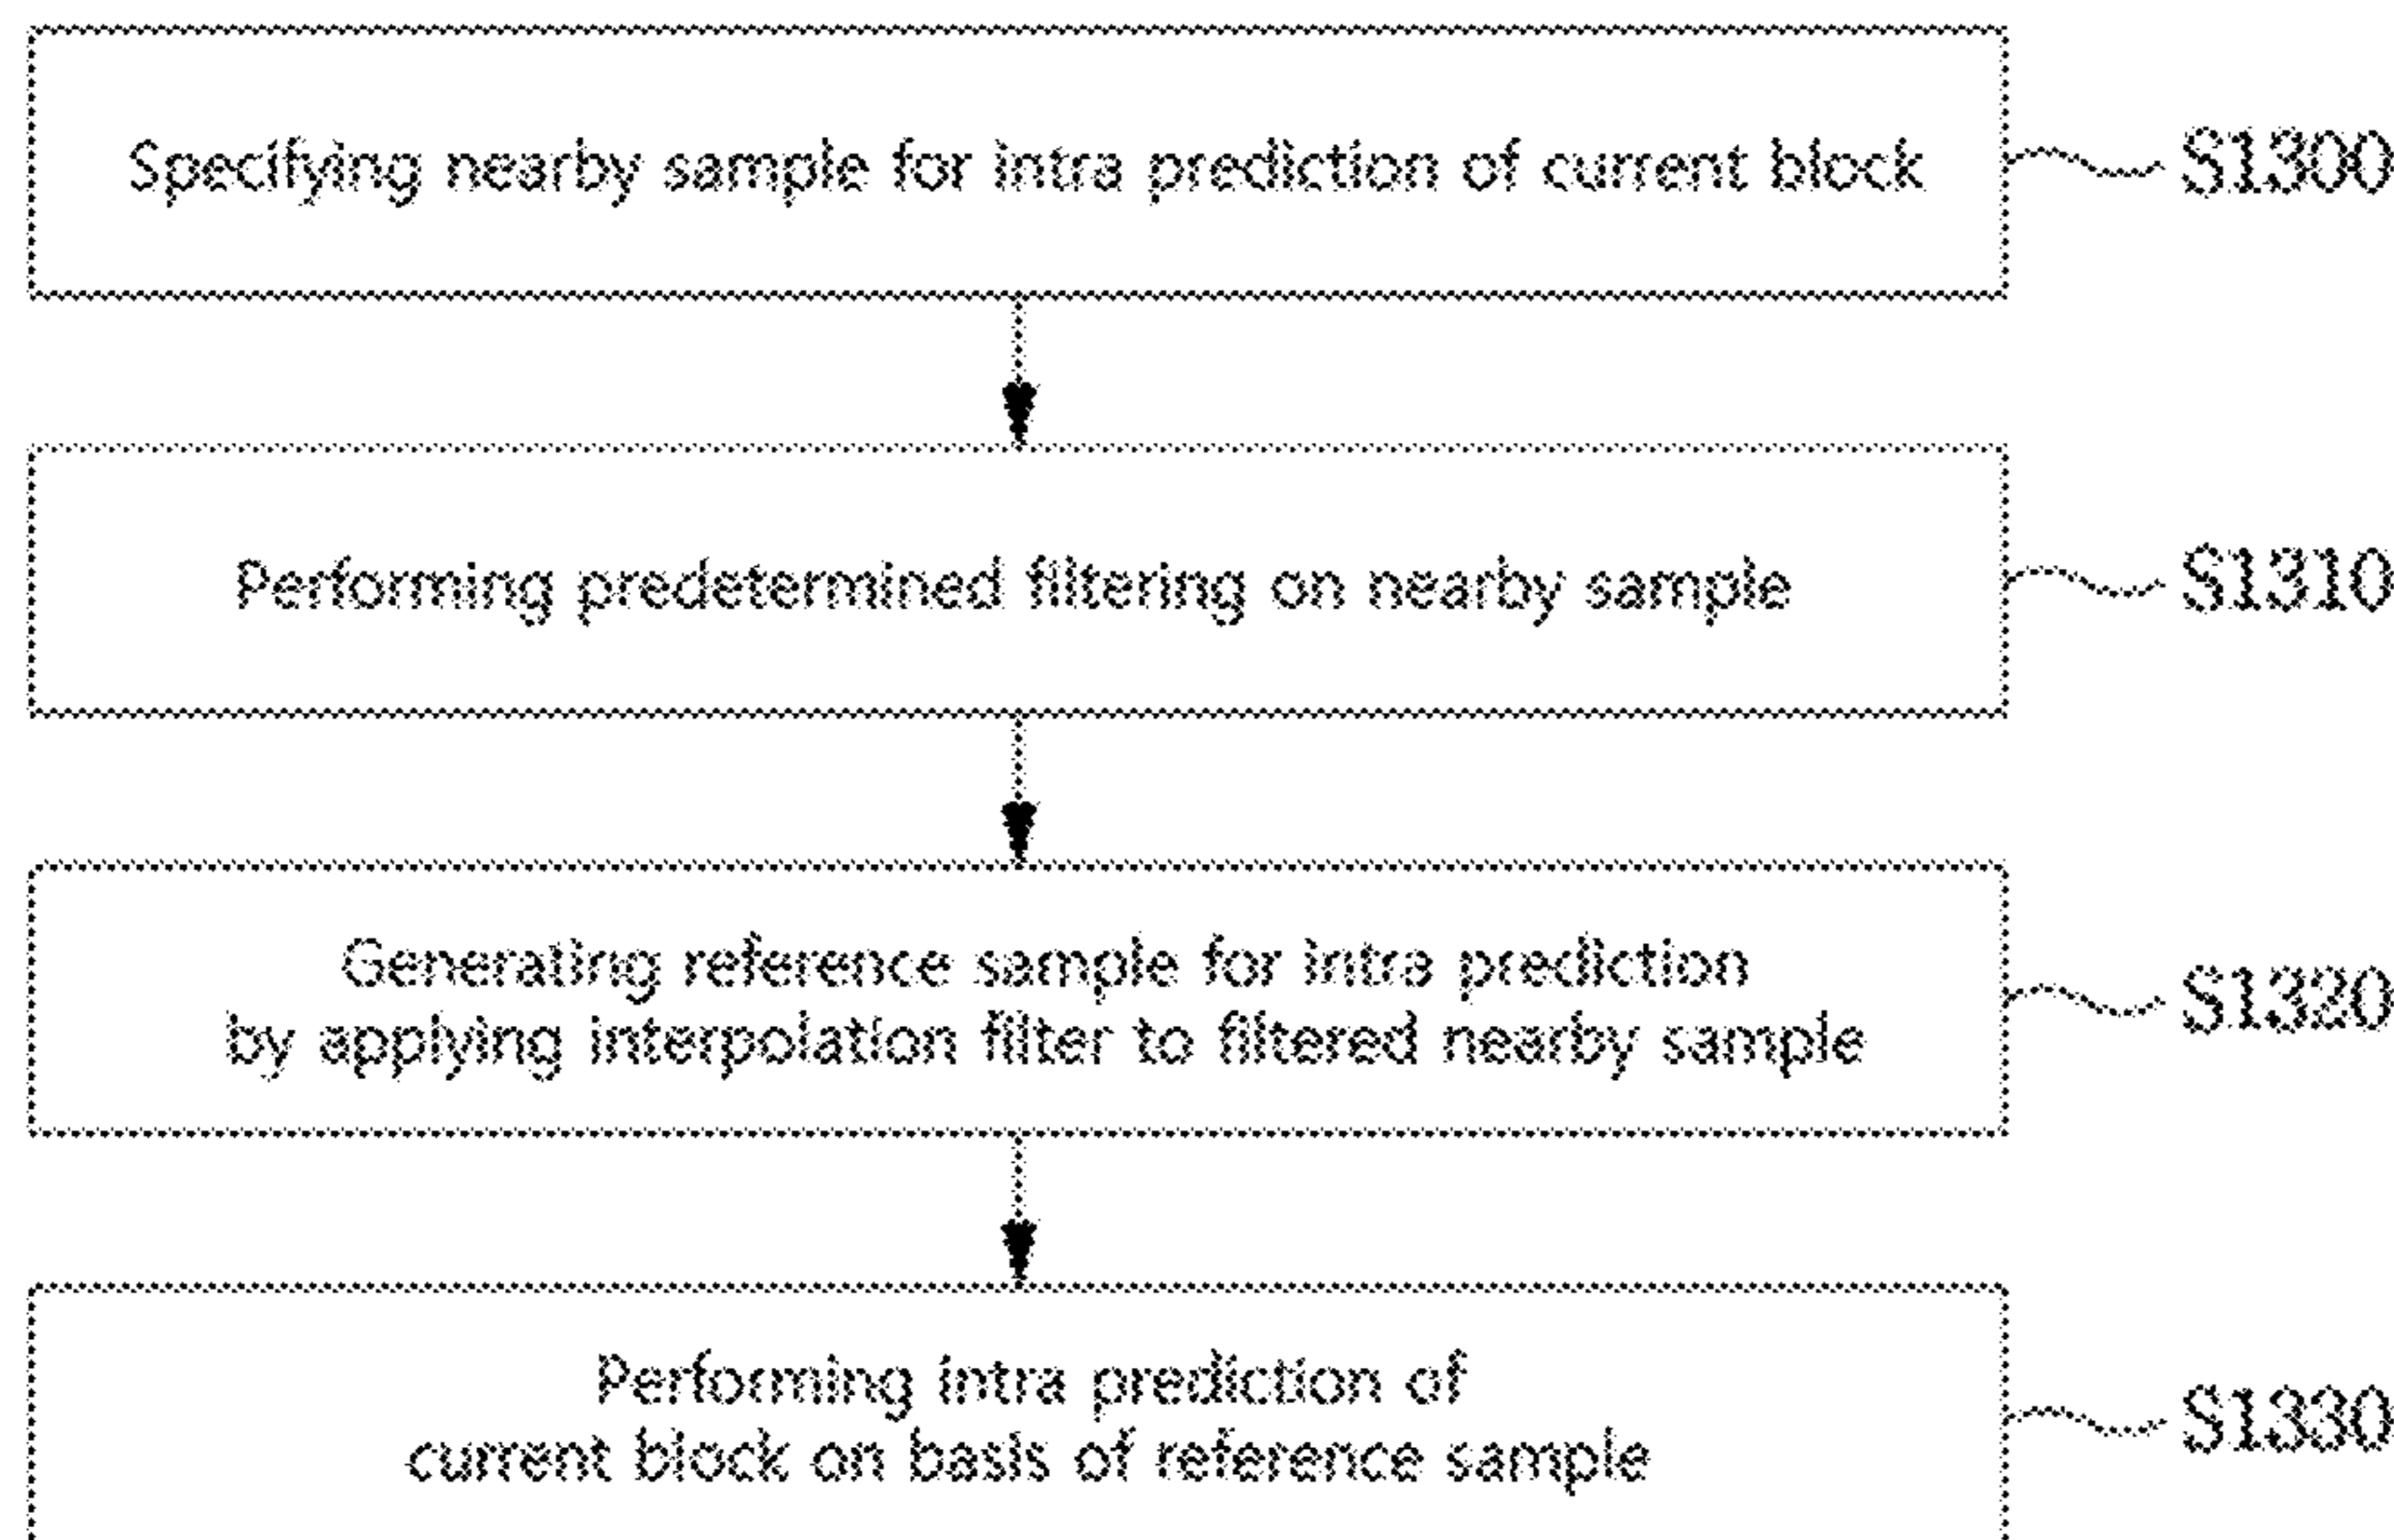 Specifying nearby sample for intra prediction of current block
S1300
Performing predetermined filtering on nearby sample
S1310
Generating reference sample for intra prediction
by applying interpolation filter to filtered nearby sample
S1320
Performing intra prediction of
current block on basis of reference sample
S1330